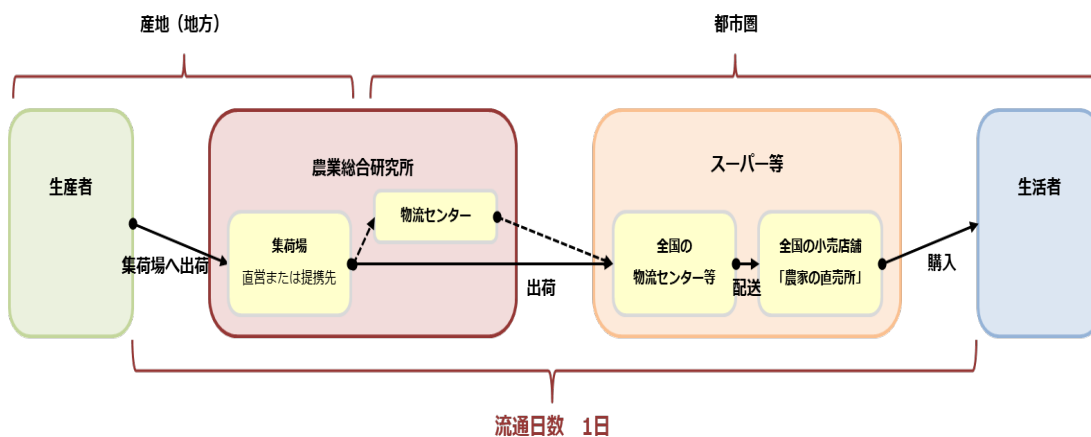 産地（地方）
都市圏
生産者
農業総合研究所
スーパー等
生活者
物流センター
集荷場
直営または提携先
全国の
物流センター等
全国の小売店舗
「農家の直売所」
集荷場へ出荷
出荷
配送
購入
流通日数　1日